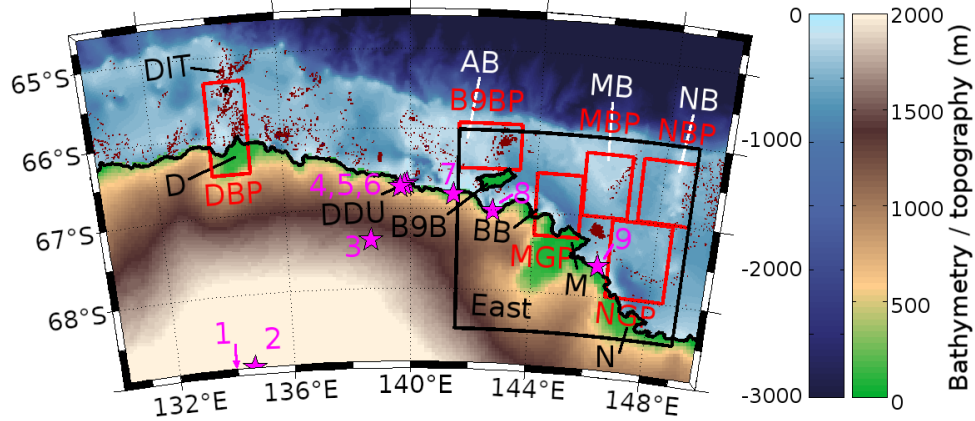 65°S
66°S
67°S
68°S
DIT
AB
MB
NB
B9BP
MBP
NBP
D
DBP
4,5,6
7
8
DDU
B9B
BB
MGP
M
9
3
East
NGP
N
1
2
132°E
136°E
140°E
144°E
148°E
0
-1000
-2000
-3000
2000
1500
1000
500
0
Bathymetry / topography (m)